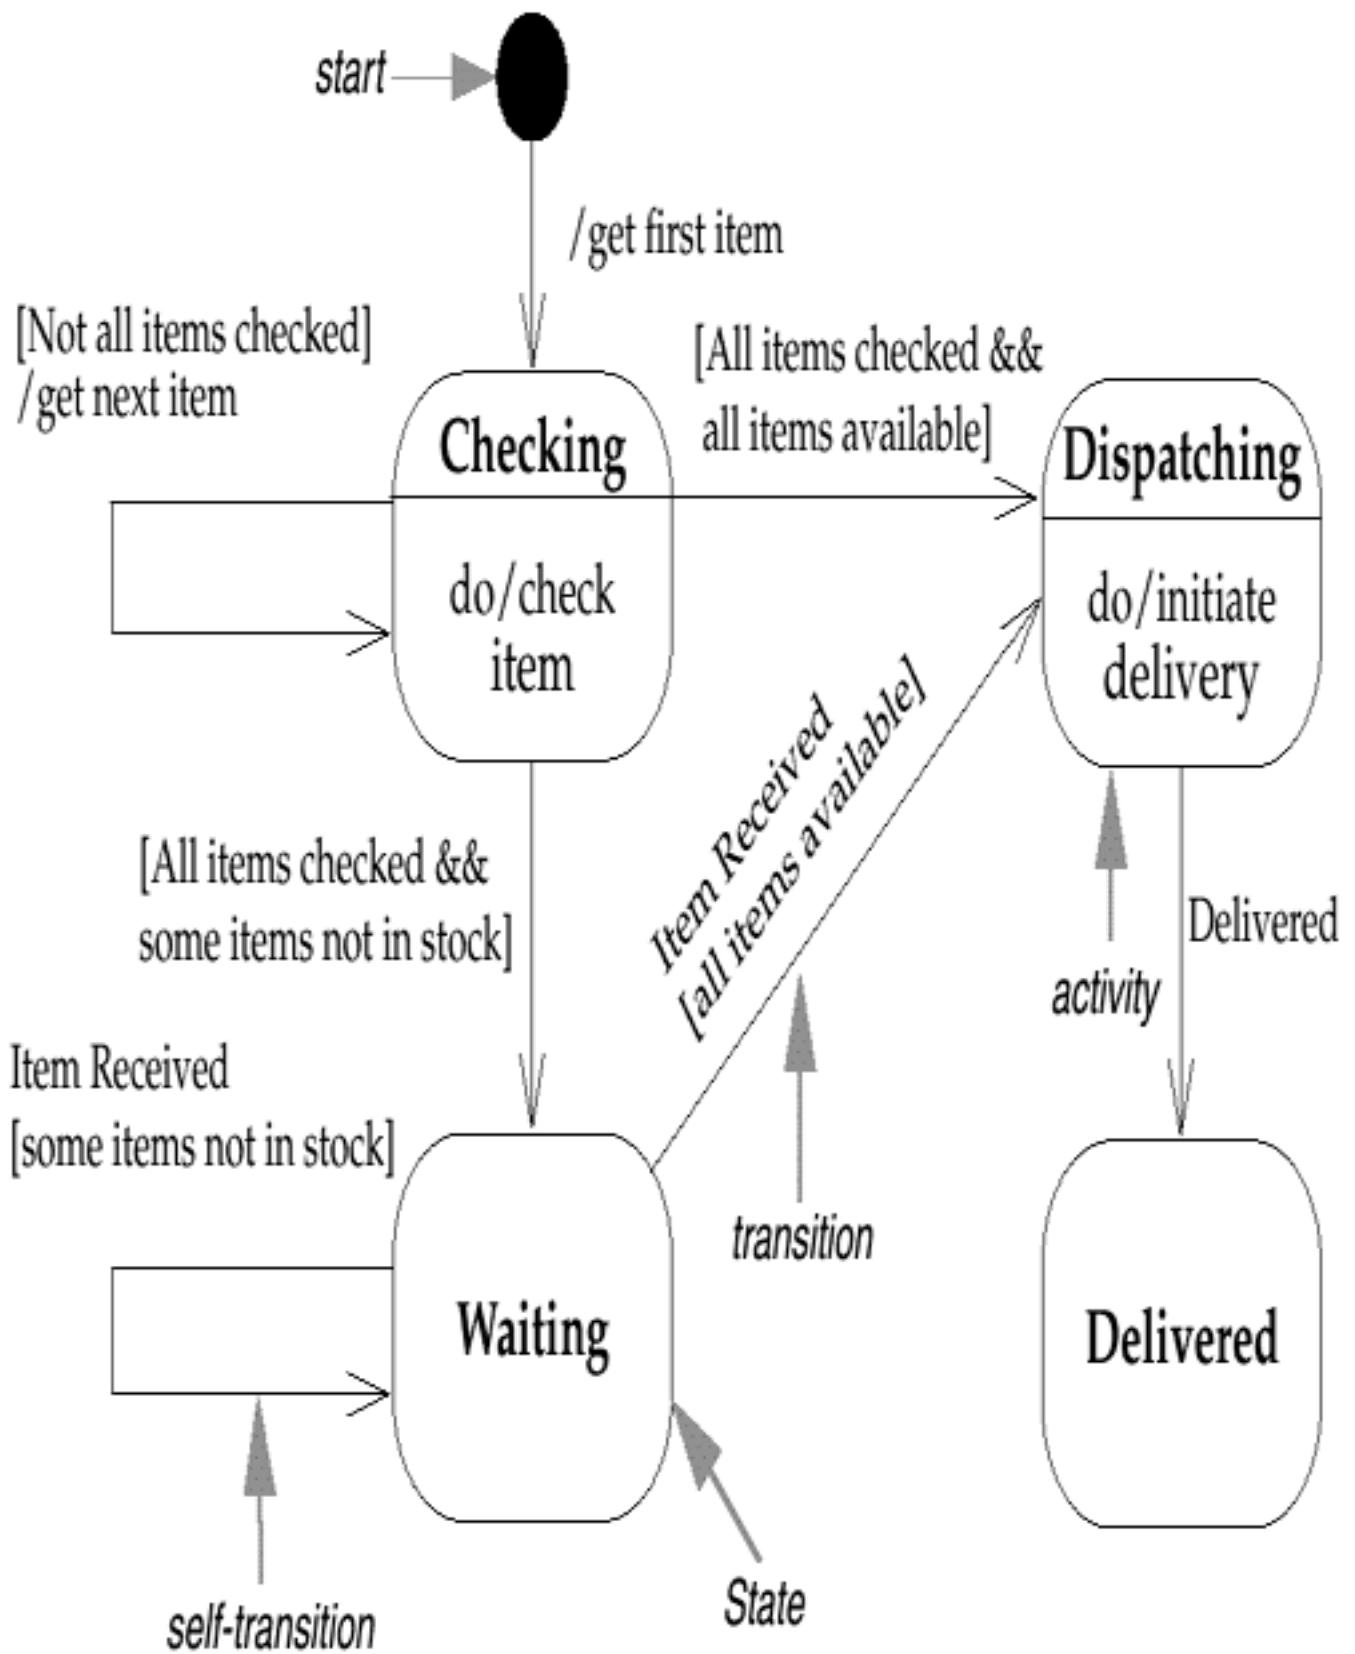 start
/get first item
[Not all items checked]
/get next item
[All items checked &&
all items available]
Checking
do/check
item
Dispatching
do/initiate
delivery
[All items checked &&
some items not in stock]
Item Received
[all items available]
activity
Delivered
Item Received
[some items not in stock]
transition
Waiting
Delivered
self-transition
State